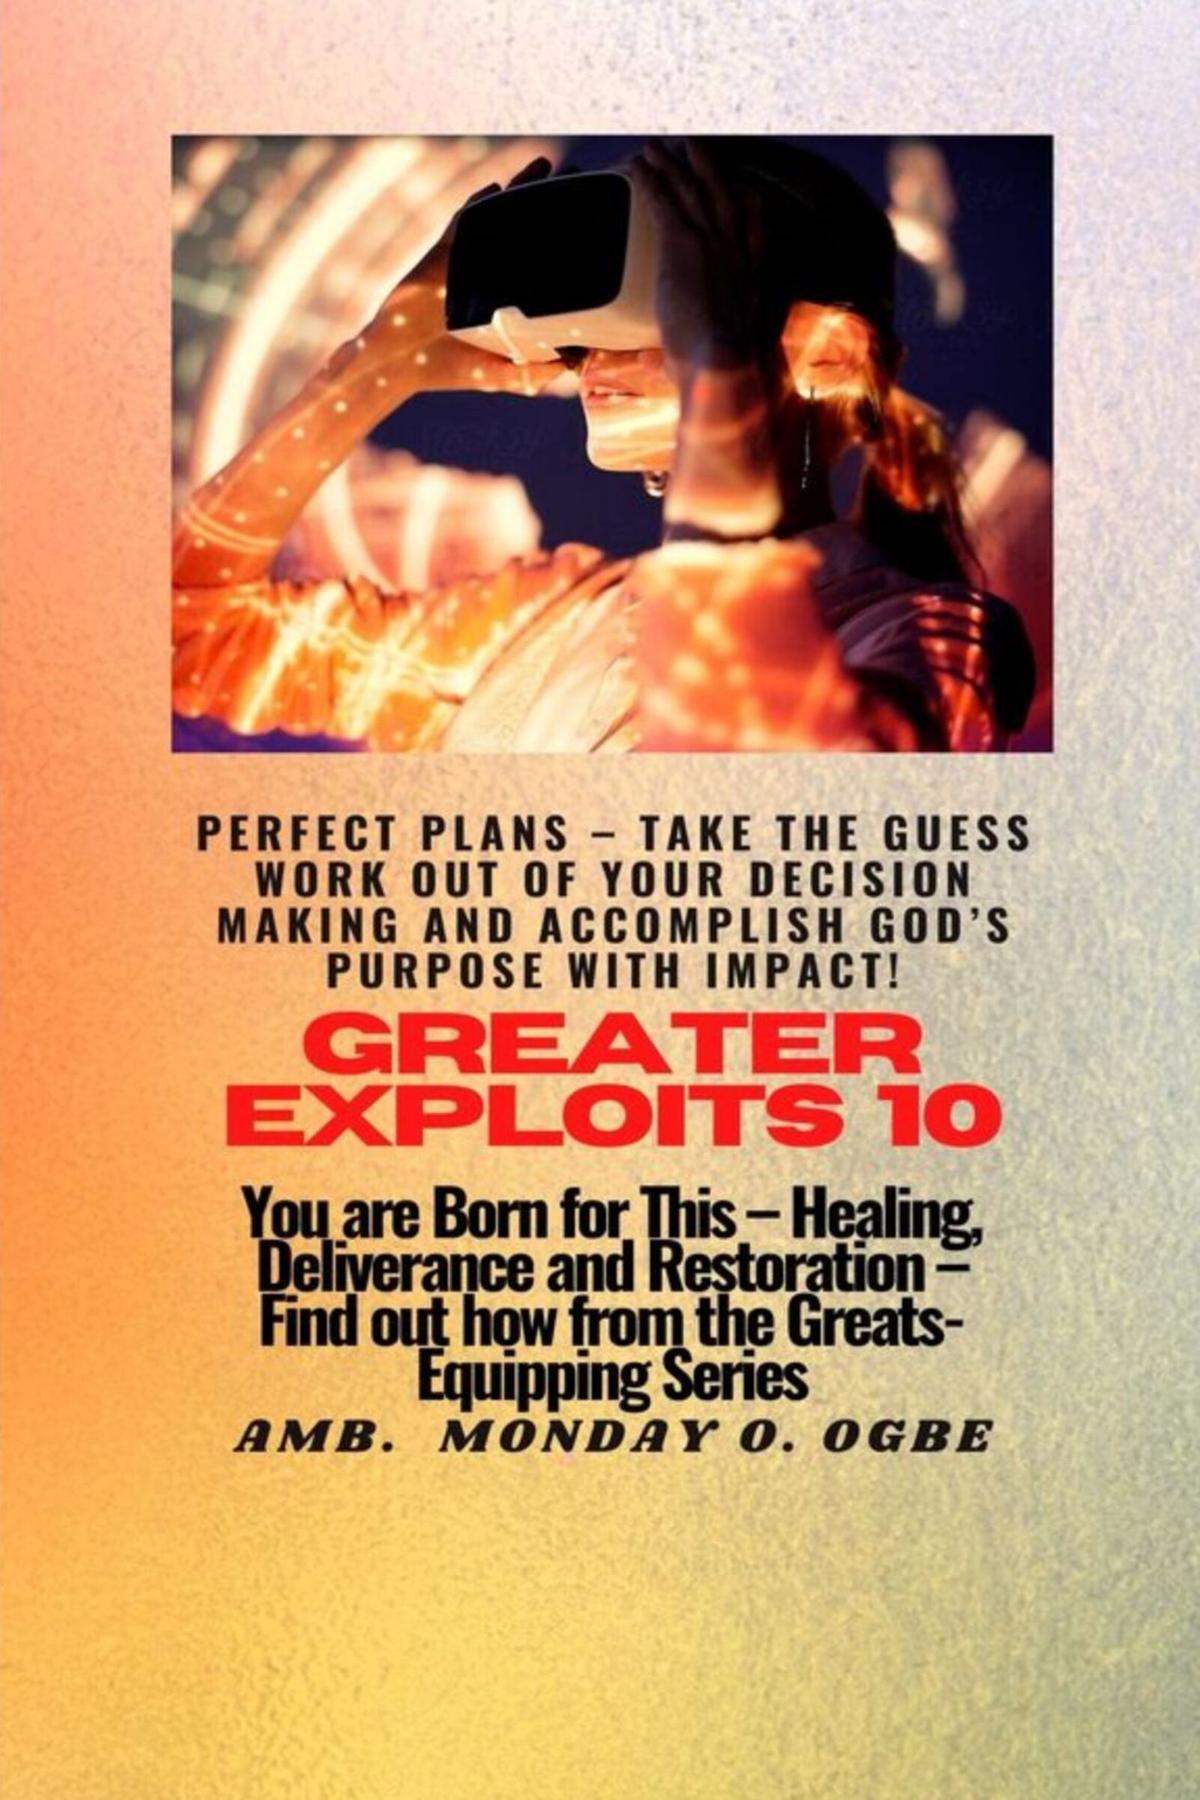 PERFECT PLANS – TAKE THE GUESS
WORK OUT OF YOUR DECISION
MAKING AND ACCOMPLISH GOD’S
PURPOSE WITH IMPACT!
GREATER
EXPLOITS 10
You are Born for This – Healing,
Deliverance and Restoration –
Find out how from the Greats-
Equipping Series
AMB. MONDAY O. OGBE